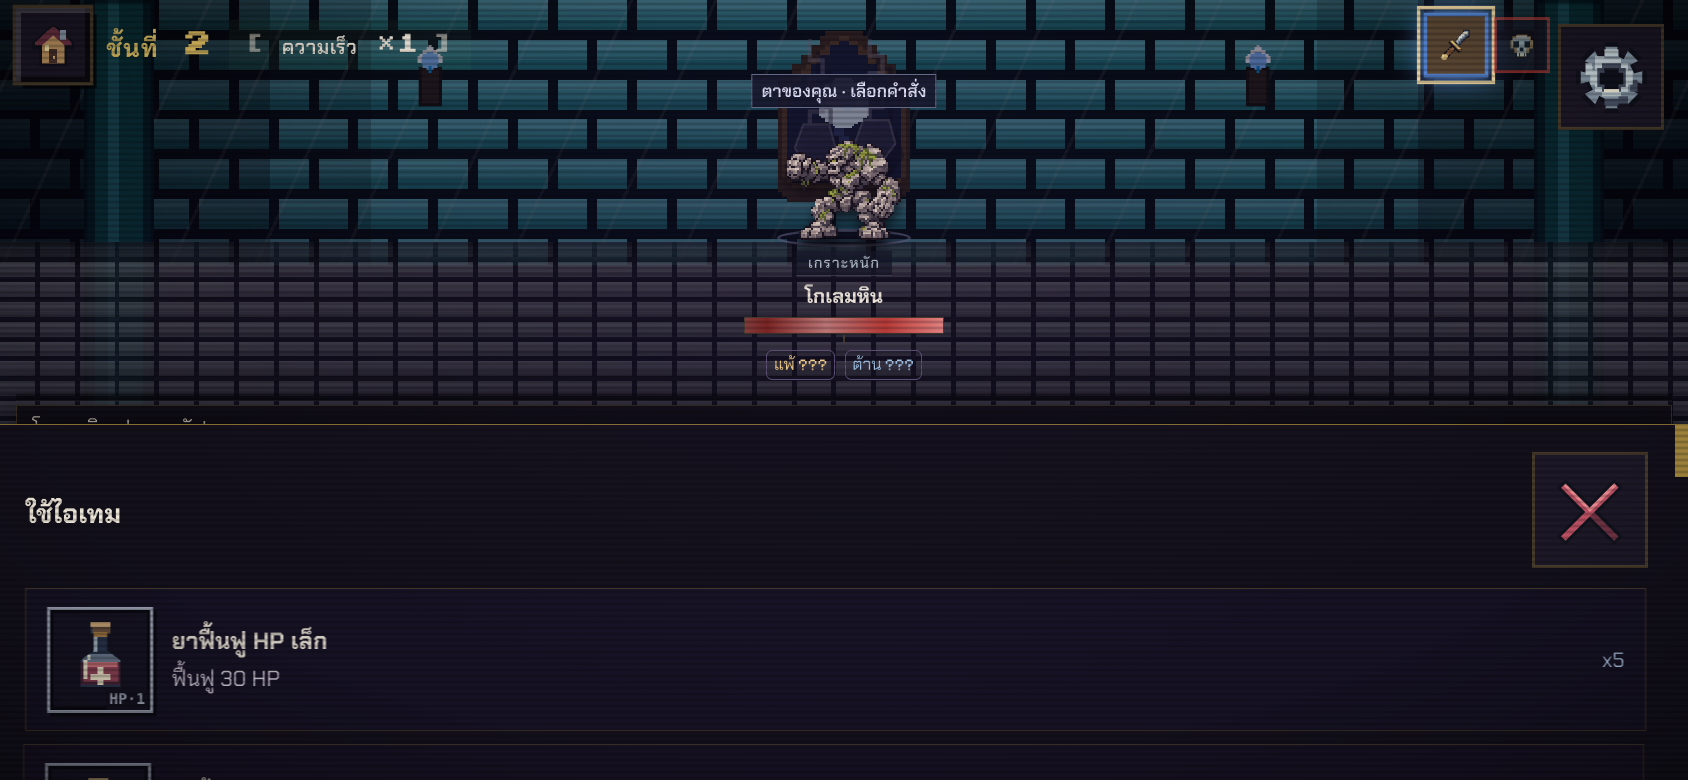 ชั้นที่ 2 [ ความเร็ว ×1 ]
ตาของคุณ · เลือกคำสั่ง
เกราะหนัก
โกเลมหิน
แพ้ ???
ต้าน ???
ใช้ไอเทม
ยาฟื้นฟู HP เล็ก
ฟื้นฟู 30 HP
HP·1
x5